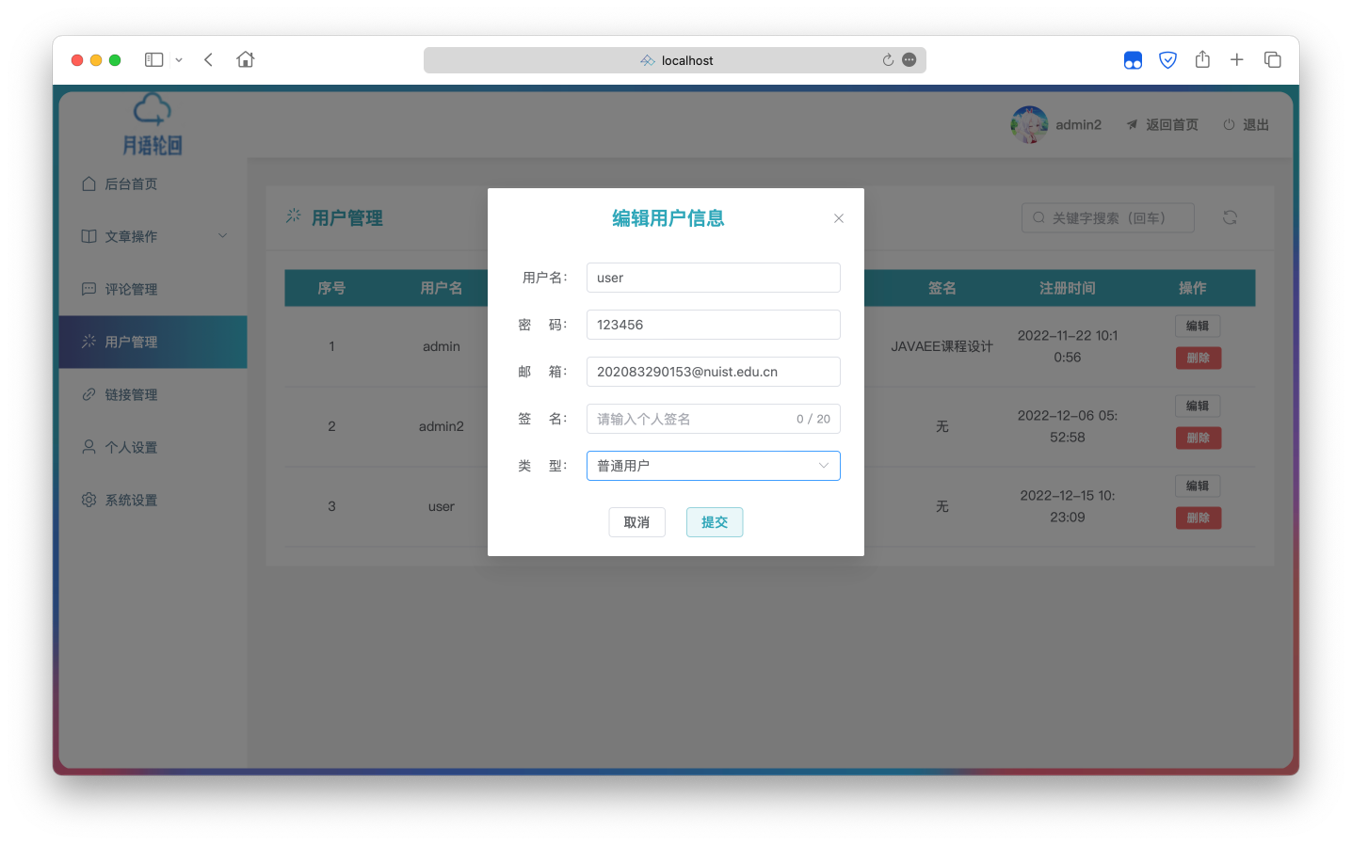 localhost
月语轮回
admin2
返回首页
退出
后台首页
文章操作
评论管理
用户管理
链接管理
个人设置
系统设置
用户管理
关键字搜索（回车）
序号 用户名 签名 注册时间 操作
1 admin JAVAEE课程设计 2022-11-22 10:1
0:56
编辑
删除
2 admin2 无 2022-12-06 05:
52:58
编辑
删除
3 user 无 2022-12-15 10:
23:09
编辑
删除
编辑用户信息
用户名： user
密 码： 123456
邮 箱： 202083290153@nuist.edu.cn
签 名： 请输入个人签名 0 / 20
类 型： 普通用户
取消 提交